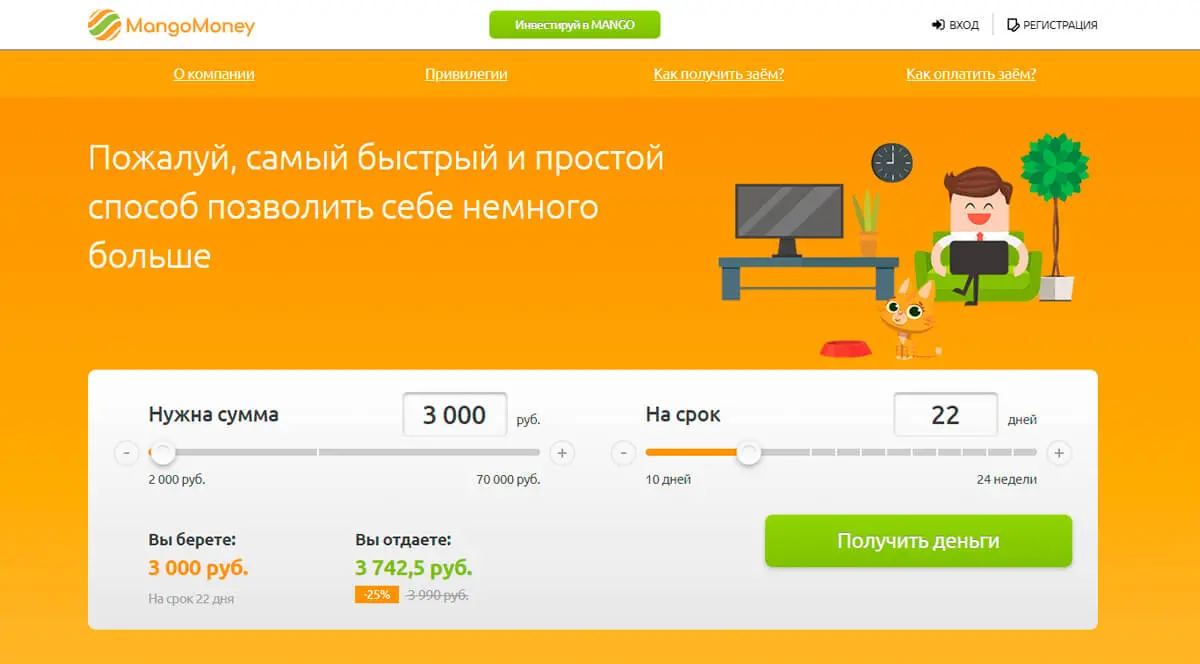 MangoMoney
Инвестируй в MANGO
ВХОД
РЕГИСТРАЦИЯ
О компании
Привилегии
Как получить заём?
Как оплатить заём?
Пожалуй, самый быстрый и простой
способ позволить себе немного
больше
Нужна сумма
3 000
руб.
-
+
2 000 руб.
70 000 руб.
На срок
22
дней
-
+
10 дней
24 недели
Вы берете:
3 000 руб.
На срок 22 дня
Вы отдаете:
3 742,5 руб.
-25%
3 990 руб.
Получить деньги